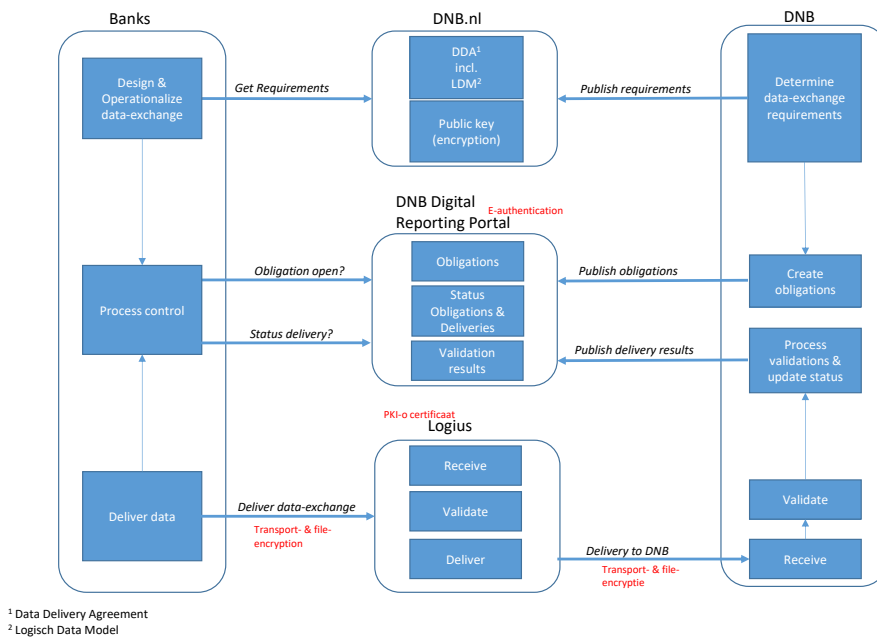 Banks
DNB.nl
DNB
Design &
Operationalize
data-exchange
Get Requirements
DDA¹
incl.
LDM²
Public key
(encryption)
Publish requirements
Determine
data-exchange
requirements
DNB Digital
Reporting Portal
E-authentication
Process control
Obligation open?
Status delivery?
Obligations
Status
Obligations &
Deliveries
Validation
results
Publish obligations
Publish delivery results
Create
obligations
Process
validations &
update status
PKI-o certificaat
Logius
Deliver data
Deliver data-exchange
Transport- & file-
encryption
Receive
Validate
Deliver
Delivery to DNB
Transport- & file-
encryptie
Validate
Receive
¹ Data Delivery Agreement
² Logisch Data Model